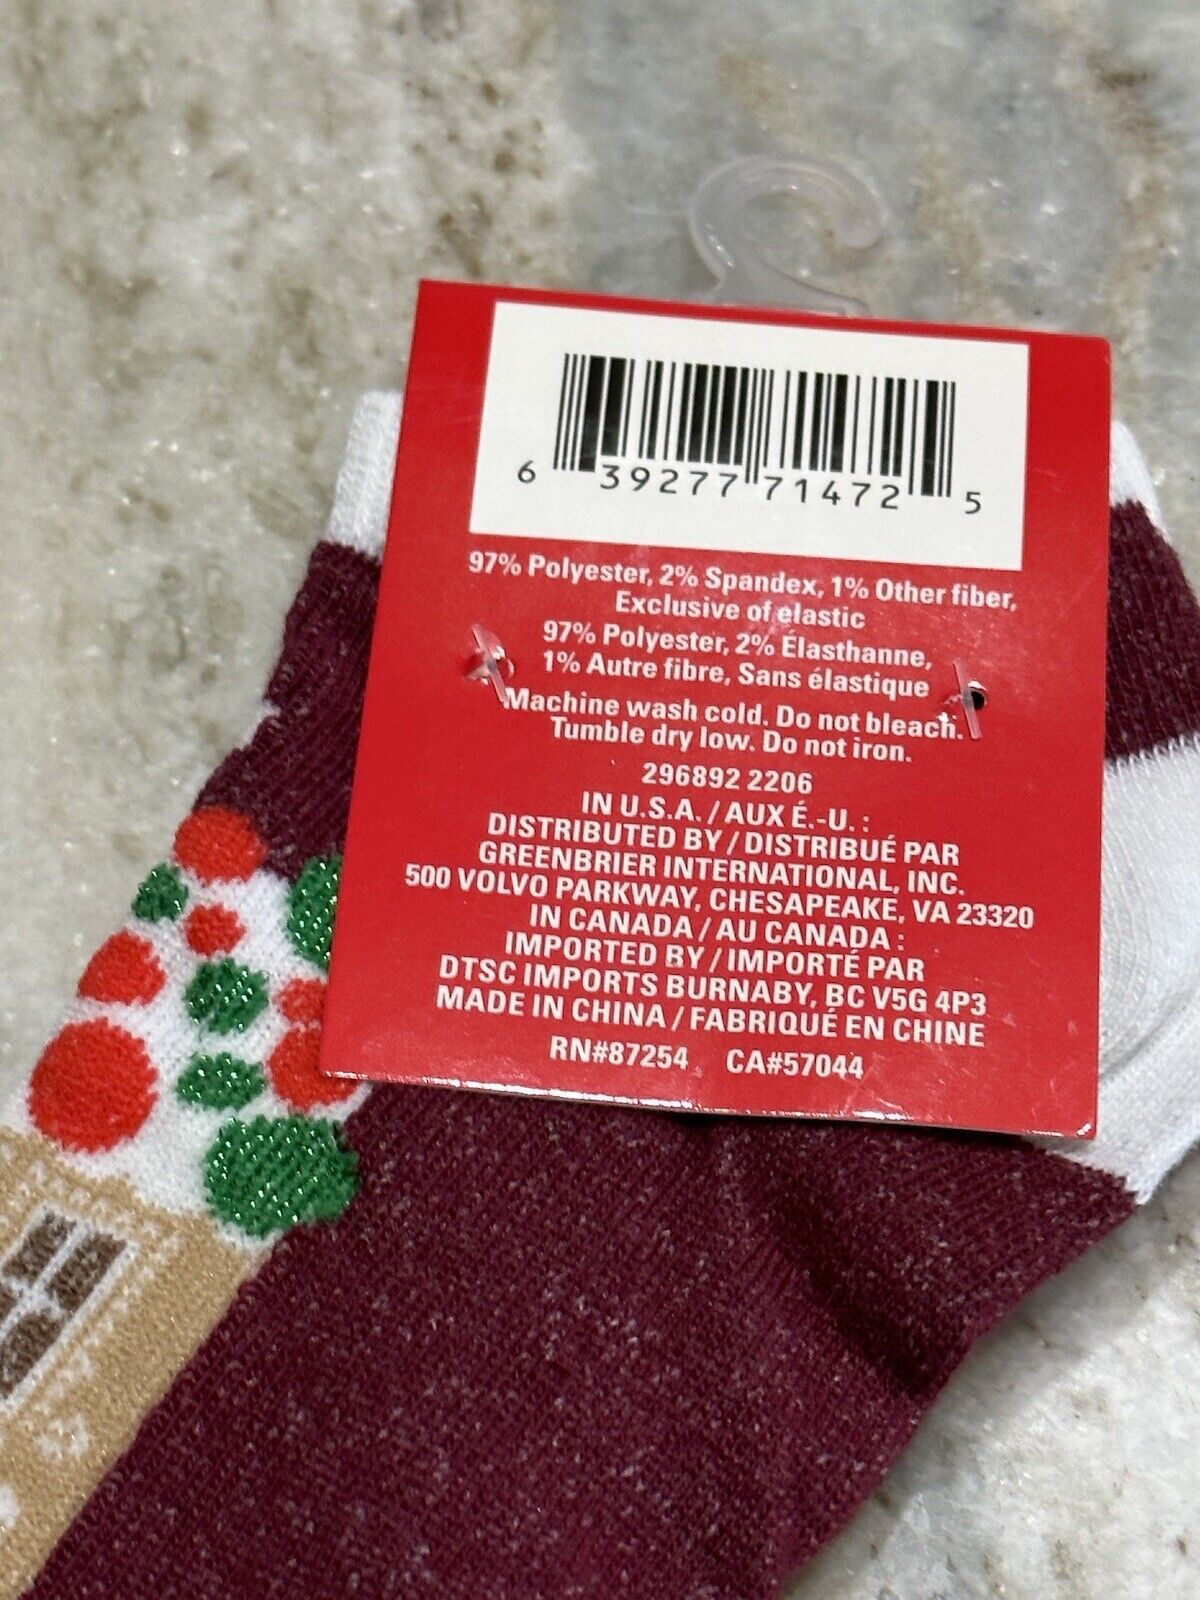 6 39277 71472 5
97% Polyester, 2% Spandex, 1% Other fiber,
Exclusive of elastic
97% Polyester, 2% Élasthanne,
1% Autre fibre, Sans élastique
Machine wash cold. Do not bleach.
Tumble dry low. Do not iron.
296892 2206
IN U.S.A. / AUX É.-U. :
DISTRIBUTED BY / DISTRIBUÉ PAR
GREENBRIER INTERNATIONAL, INC.
500 VOLVO PARKWAY, CHESAPEAKE, VA 23320
IN CANADA / AU CANADA :
IMPORTED BY / IMPORTÉ PAR
DTSC IMPORTS BURNABY, BC V5G 4P3
MADE IN CHINA / FABRIQUÉ EN CHINE
RN#87254 CA#57044